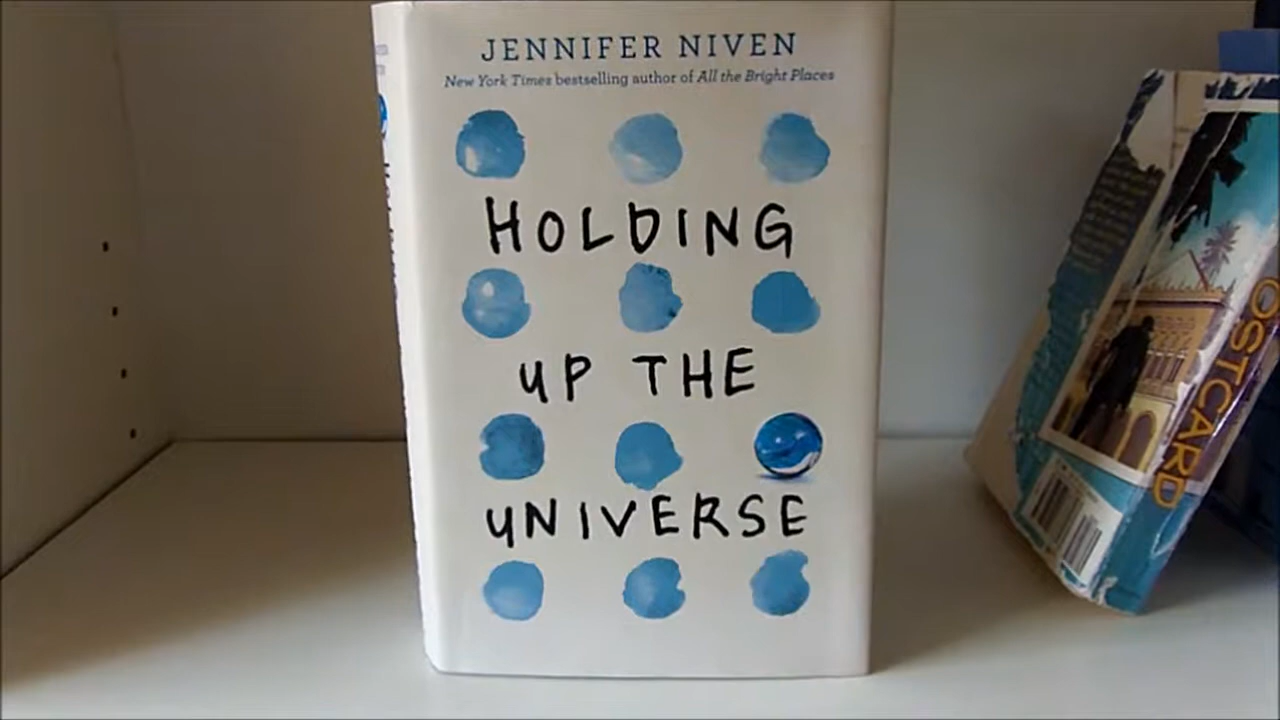 JENNIFER NIVEN
New York Times bestselling author of All the Bright Places
HOLDING
UP THE
UNIVERSE
OSTCARD